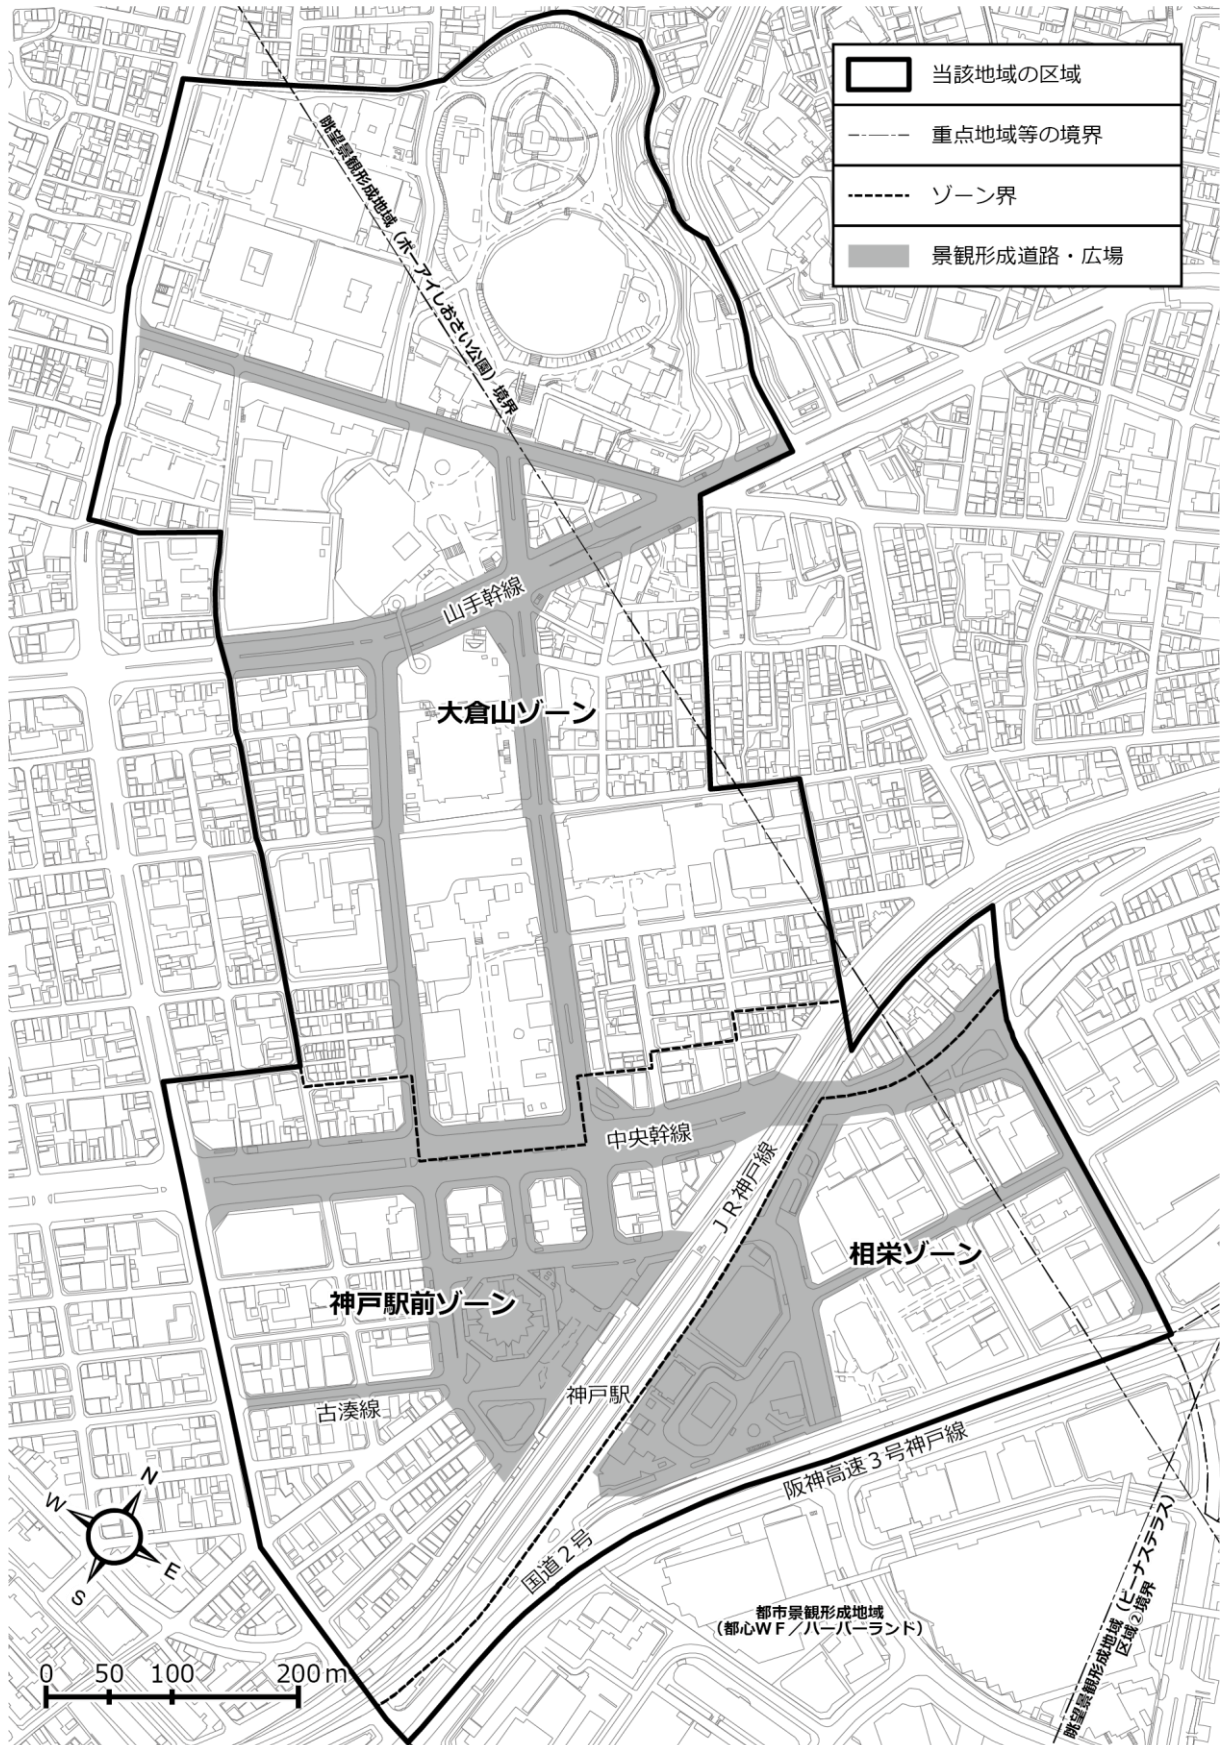 当該地域の区域
重点地域等の境界
ゾーン界
景観形成道路・広場
眺望景観形成地域（ポーアイしおさい公園）境界
山手幹線
大倉山ゾーン
中央幹線
JR神戸線
相栄ゾーン
神戸駅前ゾーン
神戸駅
古湊線
阪神高速３号神戸線
国道２号
都市景観形成地域
（都心ＷＦ／ハーバーランド）
眺望景観形成地域（ビーナステラス）
区域②境界
N
W
E
S
0 50 100 200 m